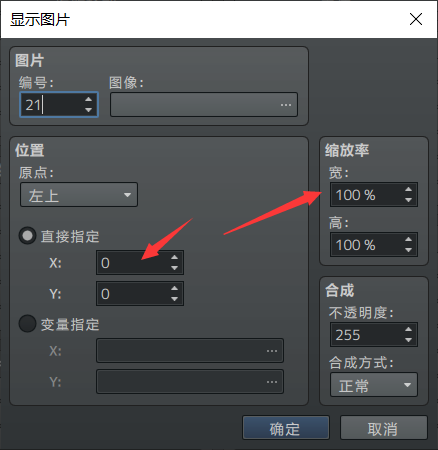 显示图片
图片
编号: 图像:
21 ...
位置
原点:
左上
直接指定
X: 0
Y: 0
变量指定
X: ...
Y: ...
缩放率
宽:
100 %
高:
100 %
合成
不透明度:
255
合成方式:
正常
确定 取消